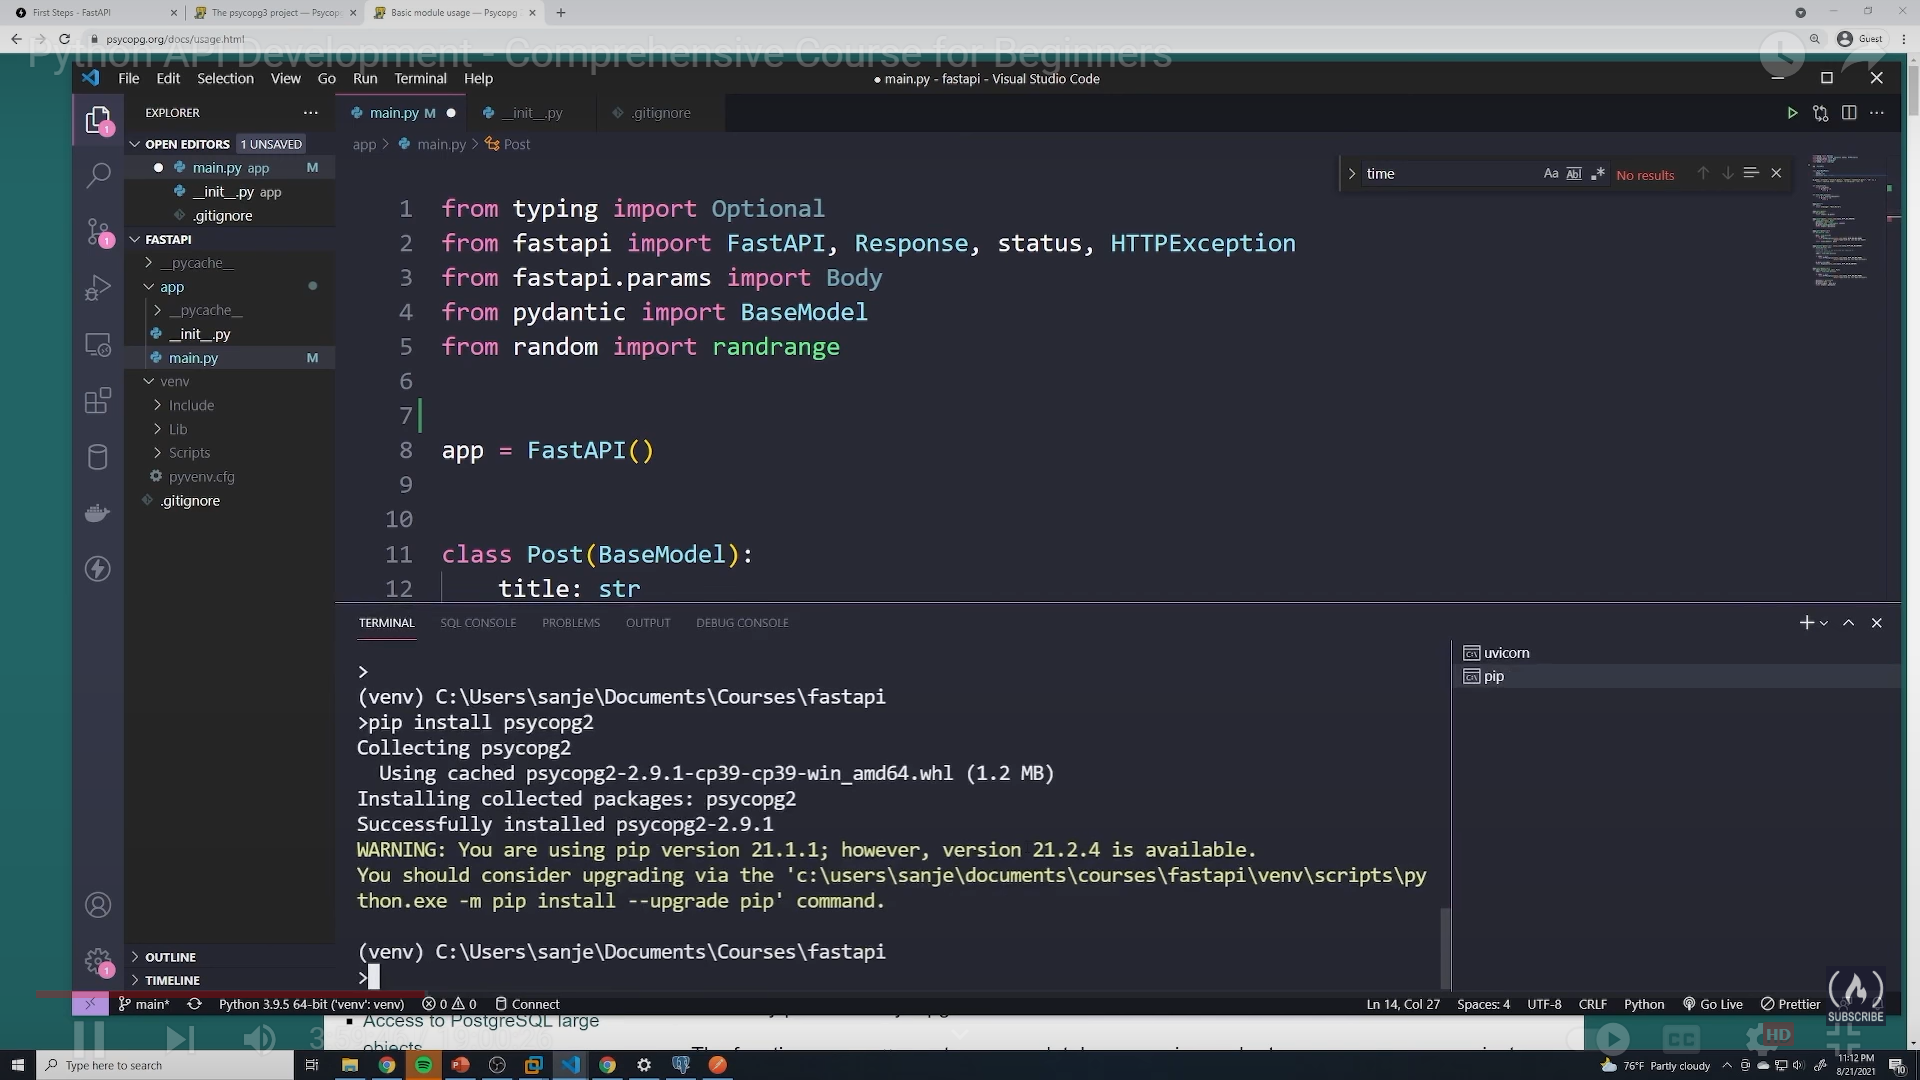 First Steps - FastAPI
The psycopg3 project — Psycop
Basic module usage — Psycopg
psycopg.org/docs/usage.html
Guest
Python API Development - Comprehensive Course for Beginners
File Edit Selection View Go Run Terminal Help
● main.py - fastapi - Visual Studio Code
EXPLORER
OPEN EDITORS 1 UNSAVED
main.py app M
__init__.py app
.gitignore
FASTAPI
__pycache__
app
__pycache__
__init__.py
main.py M
venv
Include
Lib
Scripts
pyvenv.cfg
.gitignore
OUTLINE
TIMELINE
main.py M
__init__.py
.gitignore
app > main.py > Post
time
Aa Abl .* No results
1 from typing import Optional
2 from fastapi import FastAPI, Response, status, HTTPException
3 from fastapi.params import Body
4 from pydantic import BaseModel
5 from random import randrange
6
7
8 app = FastAPI()
9
10
11 class Post(BaseModel):
12 title: str
TERMINAL SQL CONSOLE PROBLEMS OUTPUT DEBUG CONSOLE
uvicorn
pip
>
(venv) C:\Users\sanje\Documents\Courses\fastapi
>pip install psycopg2
Collecting psycopg2
Using cached psycopg2-2.9.1-cp39-cp39-win_amd64.whl (1.2 MB)
Installing collected packages: psycopg2
Successfully installed psycopg2-2.9.1
WARNING: You are using pip version 21.1.1; however, version 21.2.4 is available.
You should consider upgrading via the 'c:\users\sanje\documents\courses\fastapi\venv\scripts\py
thon.exe -m pip install --upgrade pip' command.
(venv) C:\Users\sanje\Documents\Courses\fastapi
>
main* Python 3.9.5 64-bit ('venv': venv) 0 0 Connect
Ln 14, Col 27 Spaces: 4 UTF-8 CRLF Python Go Live Prettier
SUBSCRIBE
Access to PostgreSQL large
objects
CC HD
Type here to search
76°F Partly cloudy
11:12 PM
8/21/2021
10